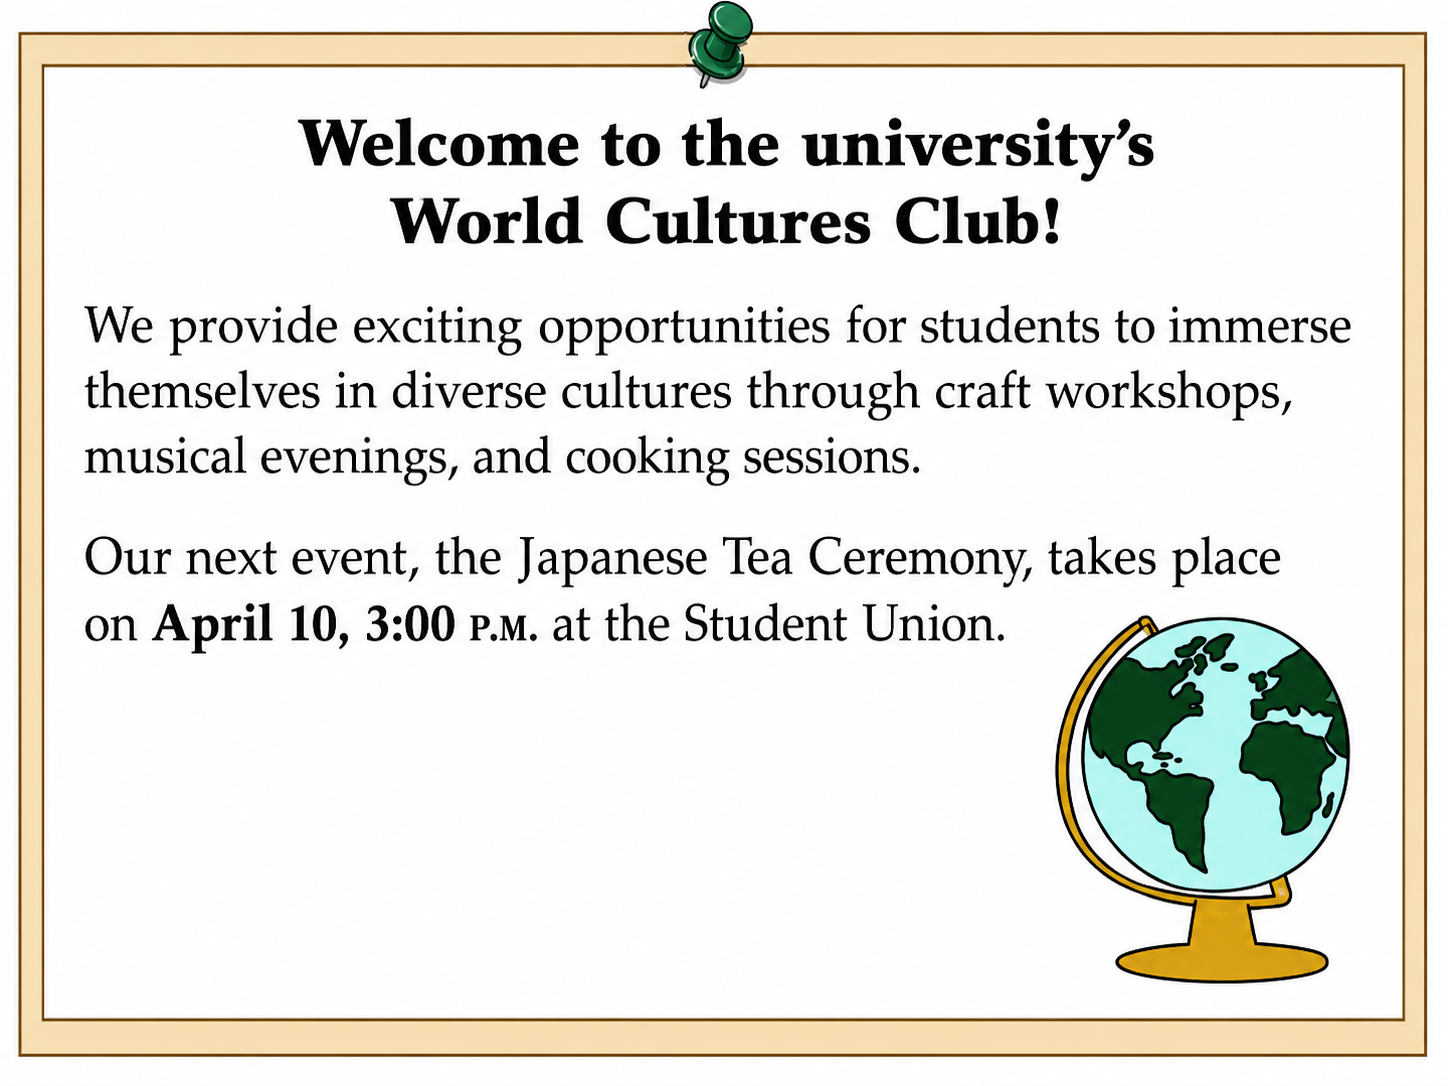 Welcome to the university’s
World Cultures Club!
We provide exciting opportunities for students to immerse
themselves in diverse cultures through craft workshops,
musical evenings, and cooking sessions.
Our next event, the Japanese Tea Ceremony, takes place
on April 10, 3:00 P.M. at the Student Union.